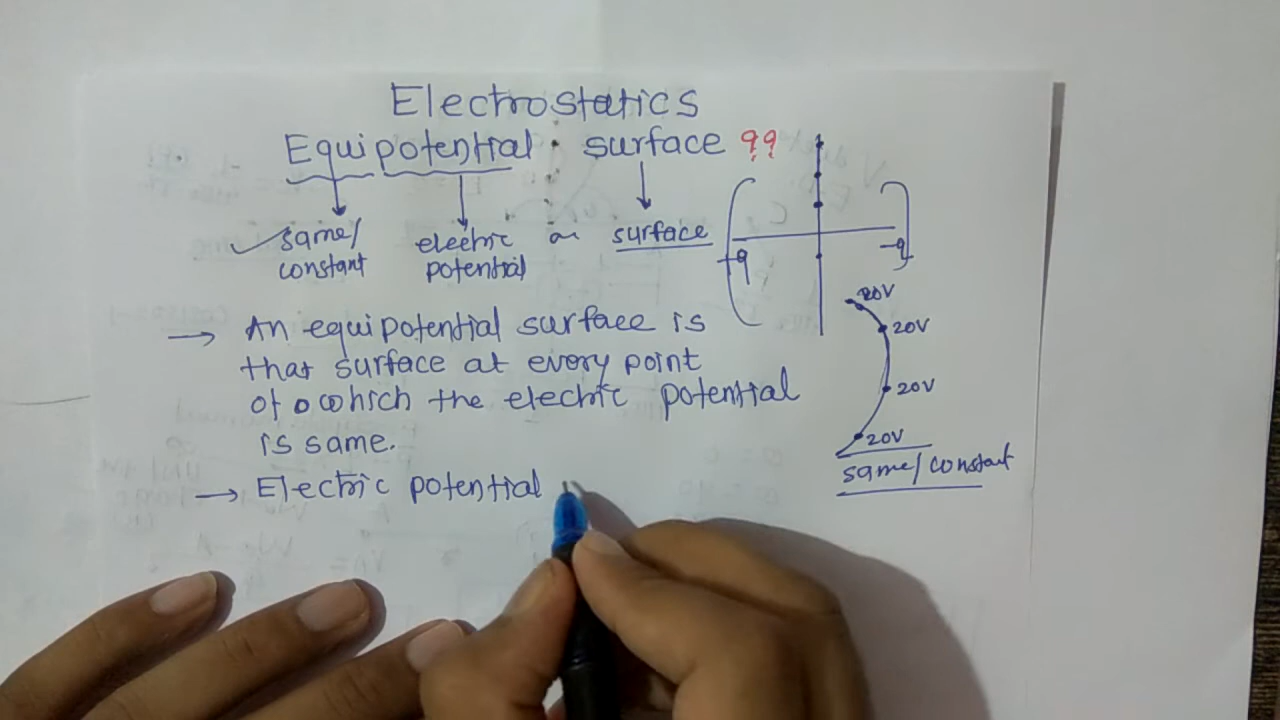 Electrostatics
Equipotential surface ??
same/ constant
electric potential
on surface
+q
-q
→ An equipotential surface is
that surface at every point
of which the electric potential
is same.
→ Electric potential
20V
20V
20V
20V
same/constant